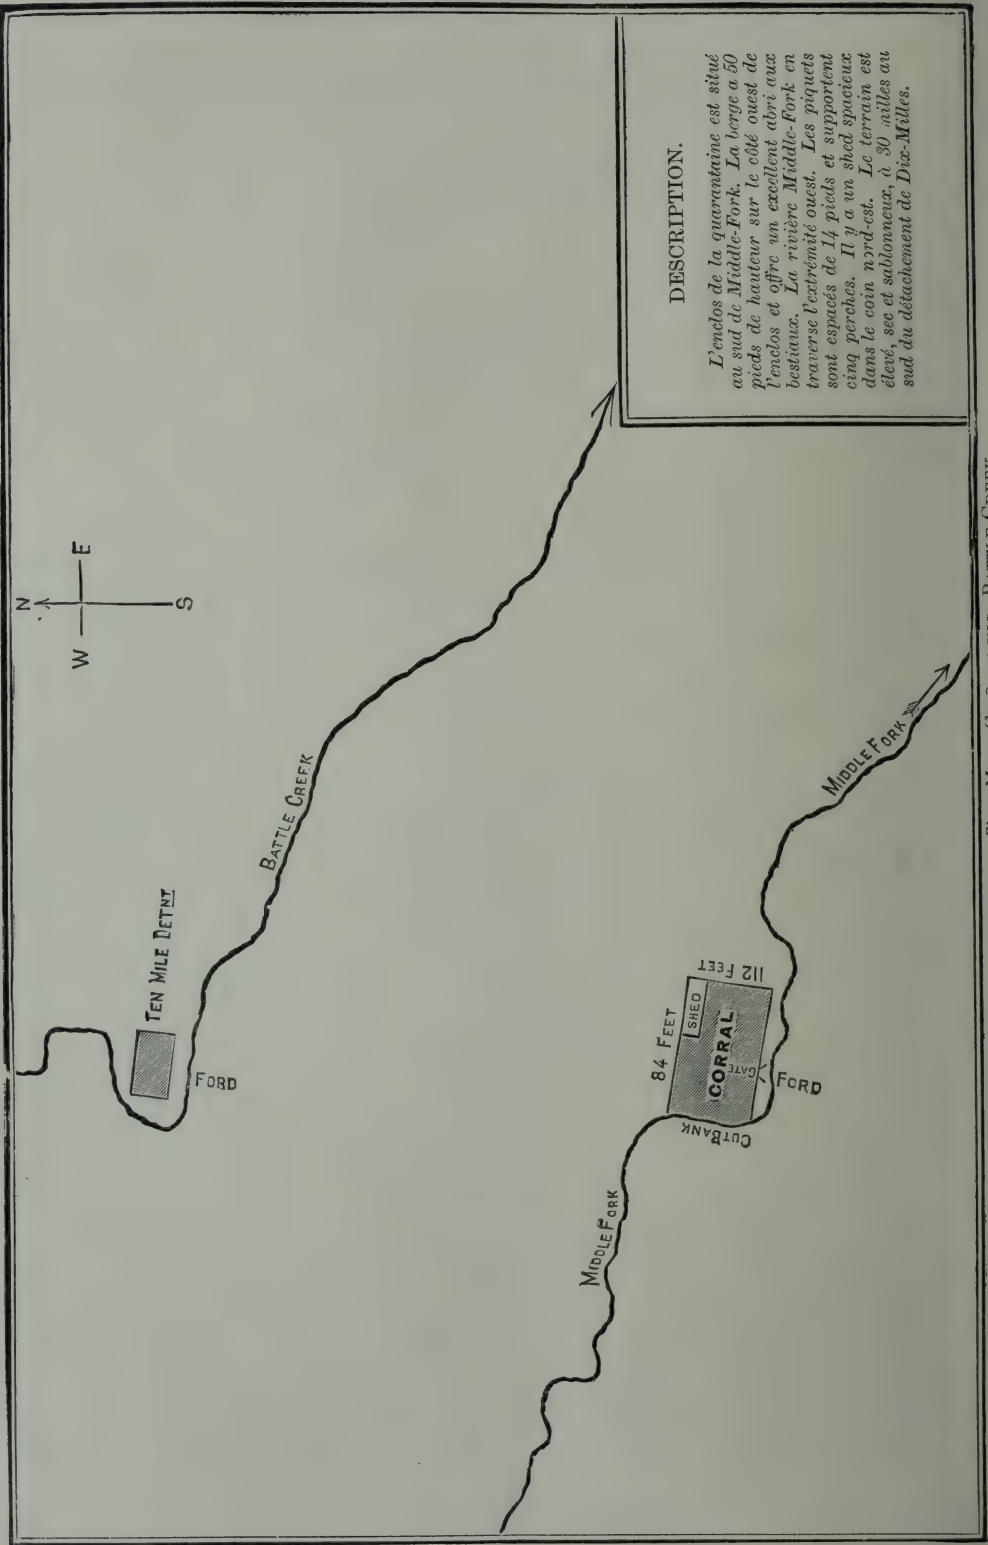 N
W E
S
TEN MILE DETNT
FORD
BATTLE CREEK
MIDDLE FORK
84 FEET
SHED
112 FEET
CORRAL
GATE
CUT BANK
FORD
MIDDLE FORK
DESCRIPTION.
L'enclos de la quarantaine est situé
au sud de Middle-Fork. La berge a 50
pieds de hauteur sur le côté ouest de
l'enclos et offre un excellent abri aux
bestiaux. La rivière Middle-Fork en
traverse l'extrémité ouest. Les piquets
sont espacés de 14 pieds et supportent
cinq perches. Il y a un shed spacieux
dans le coin nord-est. Le terrain est
élevé, sec et sablonneux, à 30 milles au
sud du détachement de Dix-Milles.
BATTLE CREEK